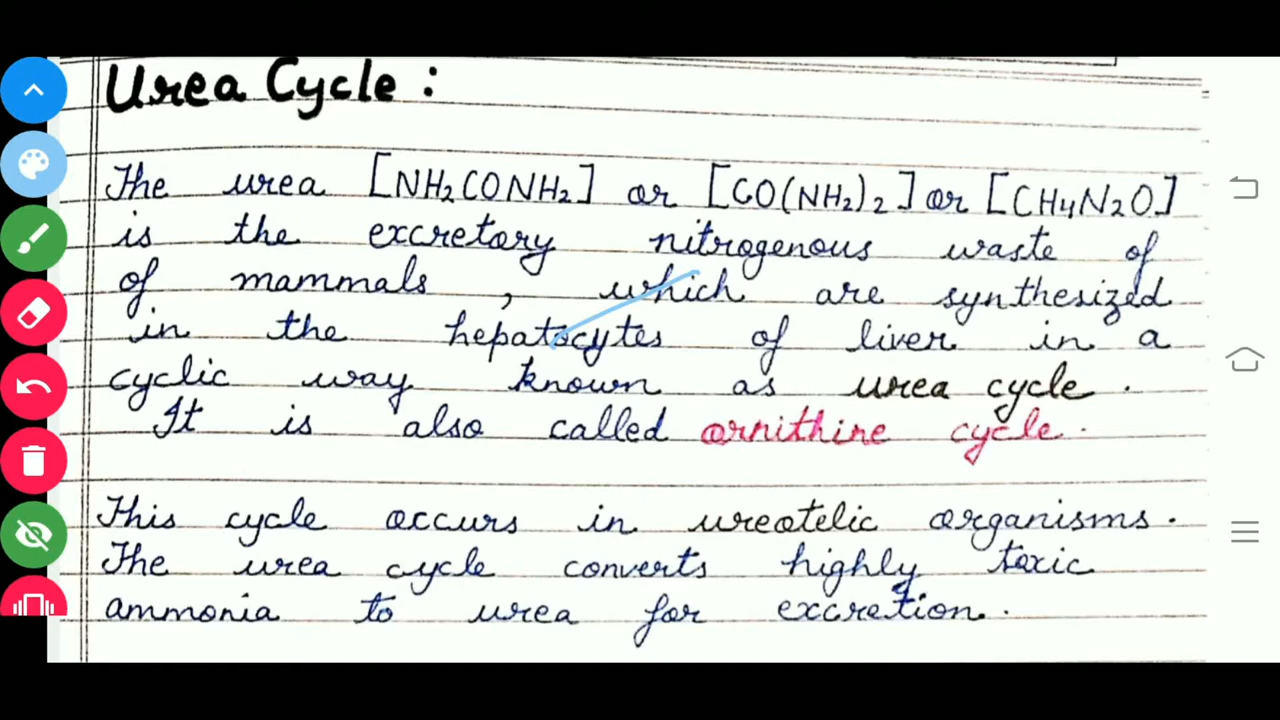 Urea Cycle :
The urea [NH₂CONH₂] or [CO(NH₂)₂] or [CH₄N₂O]
is the excretory nitrogenous waste of
of mammals , which are synthesized
in the hepatocytes of liver in a
cyclic way known as urea cycle .
It is also called ornithine cycle .
This cycle occurs in ureotelic organisms .
The urea cycle converts highly toxic
ammonia to urea for excretion .